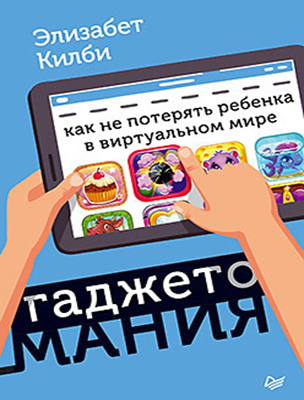 Элизабет
Килби
как не потерять ребенка
в виртуальном мире
гаджето
МАНИЯ